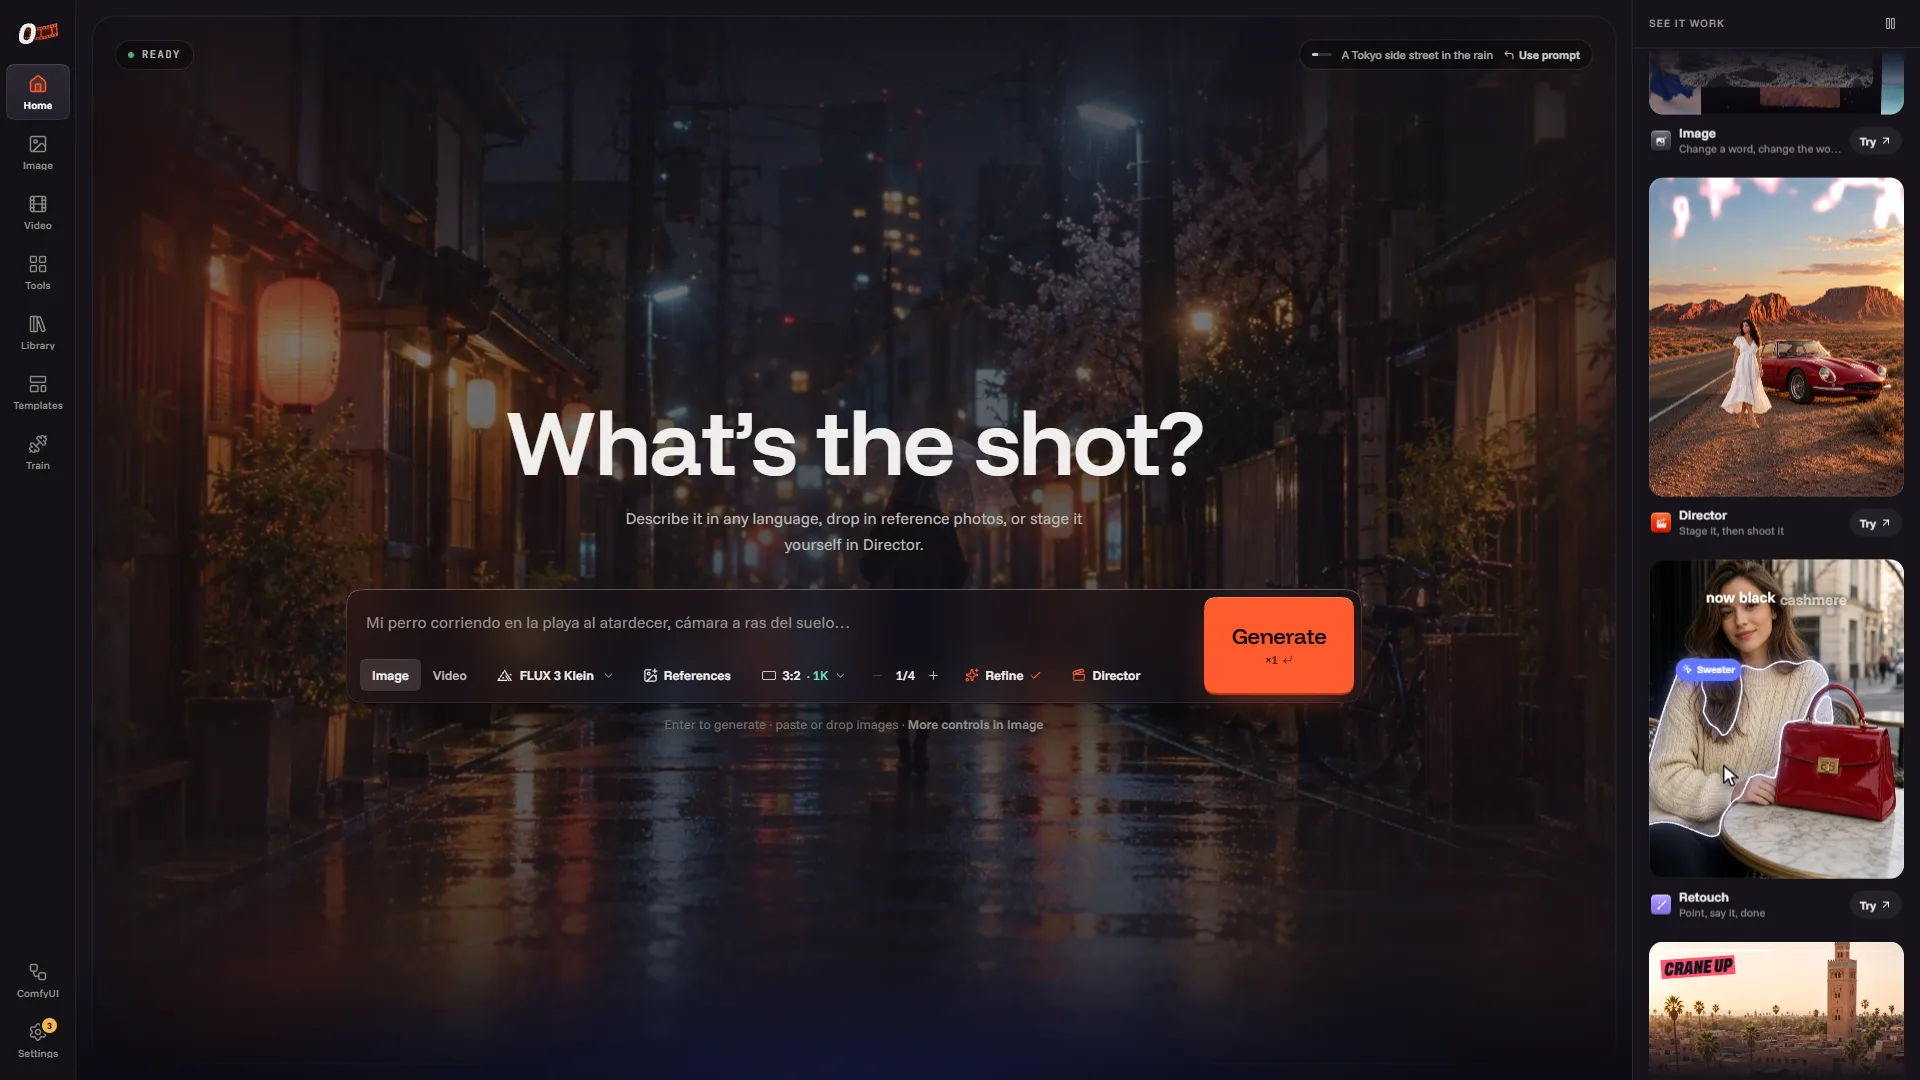 Home
Image
Video
Tools
Library
Templates
Train
ComfyUI
3
Settings
READY
A Tokyo side street in the rain
Use prompt
What's the shot?
Describe it in any language, drop in reference photos, or stage it
yourself in Director.
Mi perro corriendo en la playa al atardecer, cámara a ras del suelo…
Image Video FLUX 3 Klein References 3:2 · 1K − 1/4 + Refine Director
Generate
×1
Enter to generate · paste or drop images · More controls in Image
SEE IT WORK
Image
Change a word, change the wo…
Try
Director
Stage it, then shoot it
Try
now black cashmere
Sweater
Retouch
Point, say it, done
Try
CRANE UP